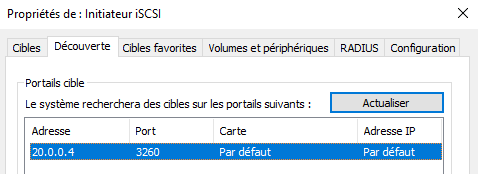 Propriétés de : Initiateur iSCSI
Cibles Découverte Cibles favorites Volumes et périphériques RADIUS Configuration
Portails cible
Le système recherchera des cibles sur les portails suivants : Actualiser
Adresse Port Carte Adresse IP
20.0.0.4 3260 Par défaut Par défaut